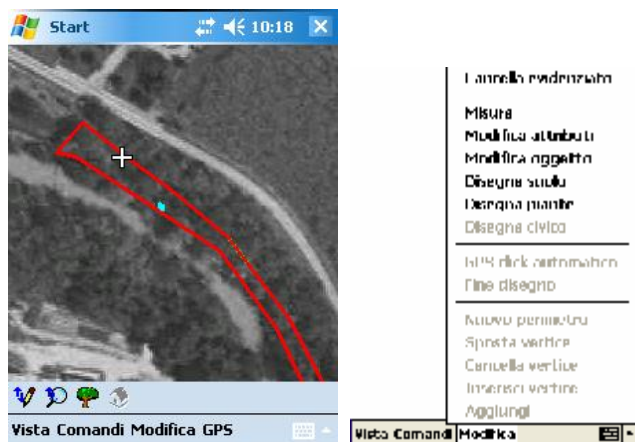 Start 10:18
Vista Comandi Modifica GPS
Cancella evidenziato
Misure
Modifica attributi
Modifica oggetto
Disegna suolo
Disegna piante
Disegna civico
GPS click automatico
Fine disegno
Nuovo perimetro
Sposta vertice
Cancella vertice
Inserisci vertice
Aggiungi
Vista Comandi Modifica